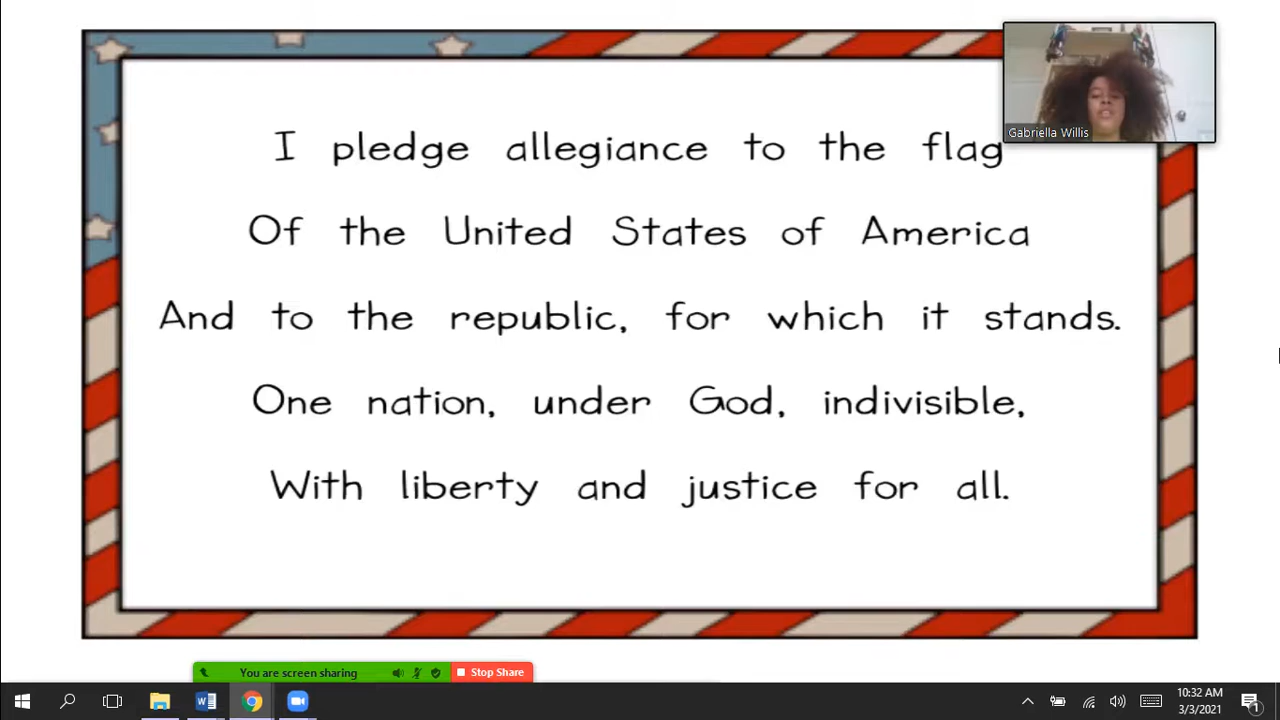 I pledge allegiance to the flag
Gabriella Willis
Of the United States of America
And to the republic, for which it stands.
One nation, under God, indivisible,
With liberty and justice for all.
You are screen sharing
Stop Share
10:32 AM
3/3/2021
1